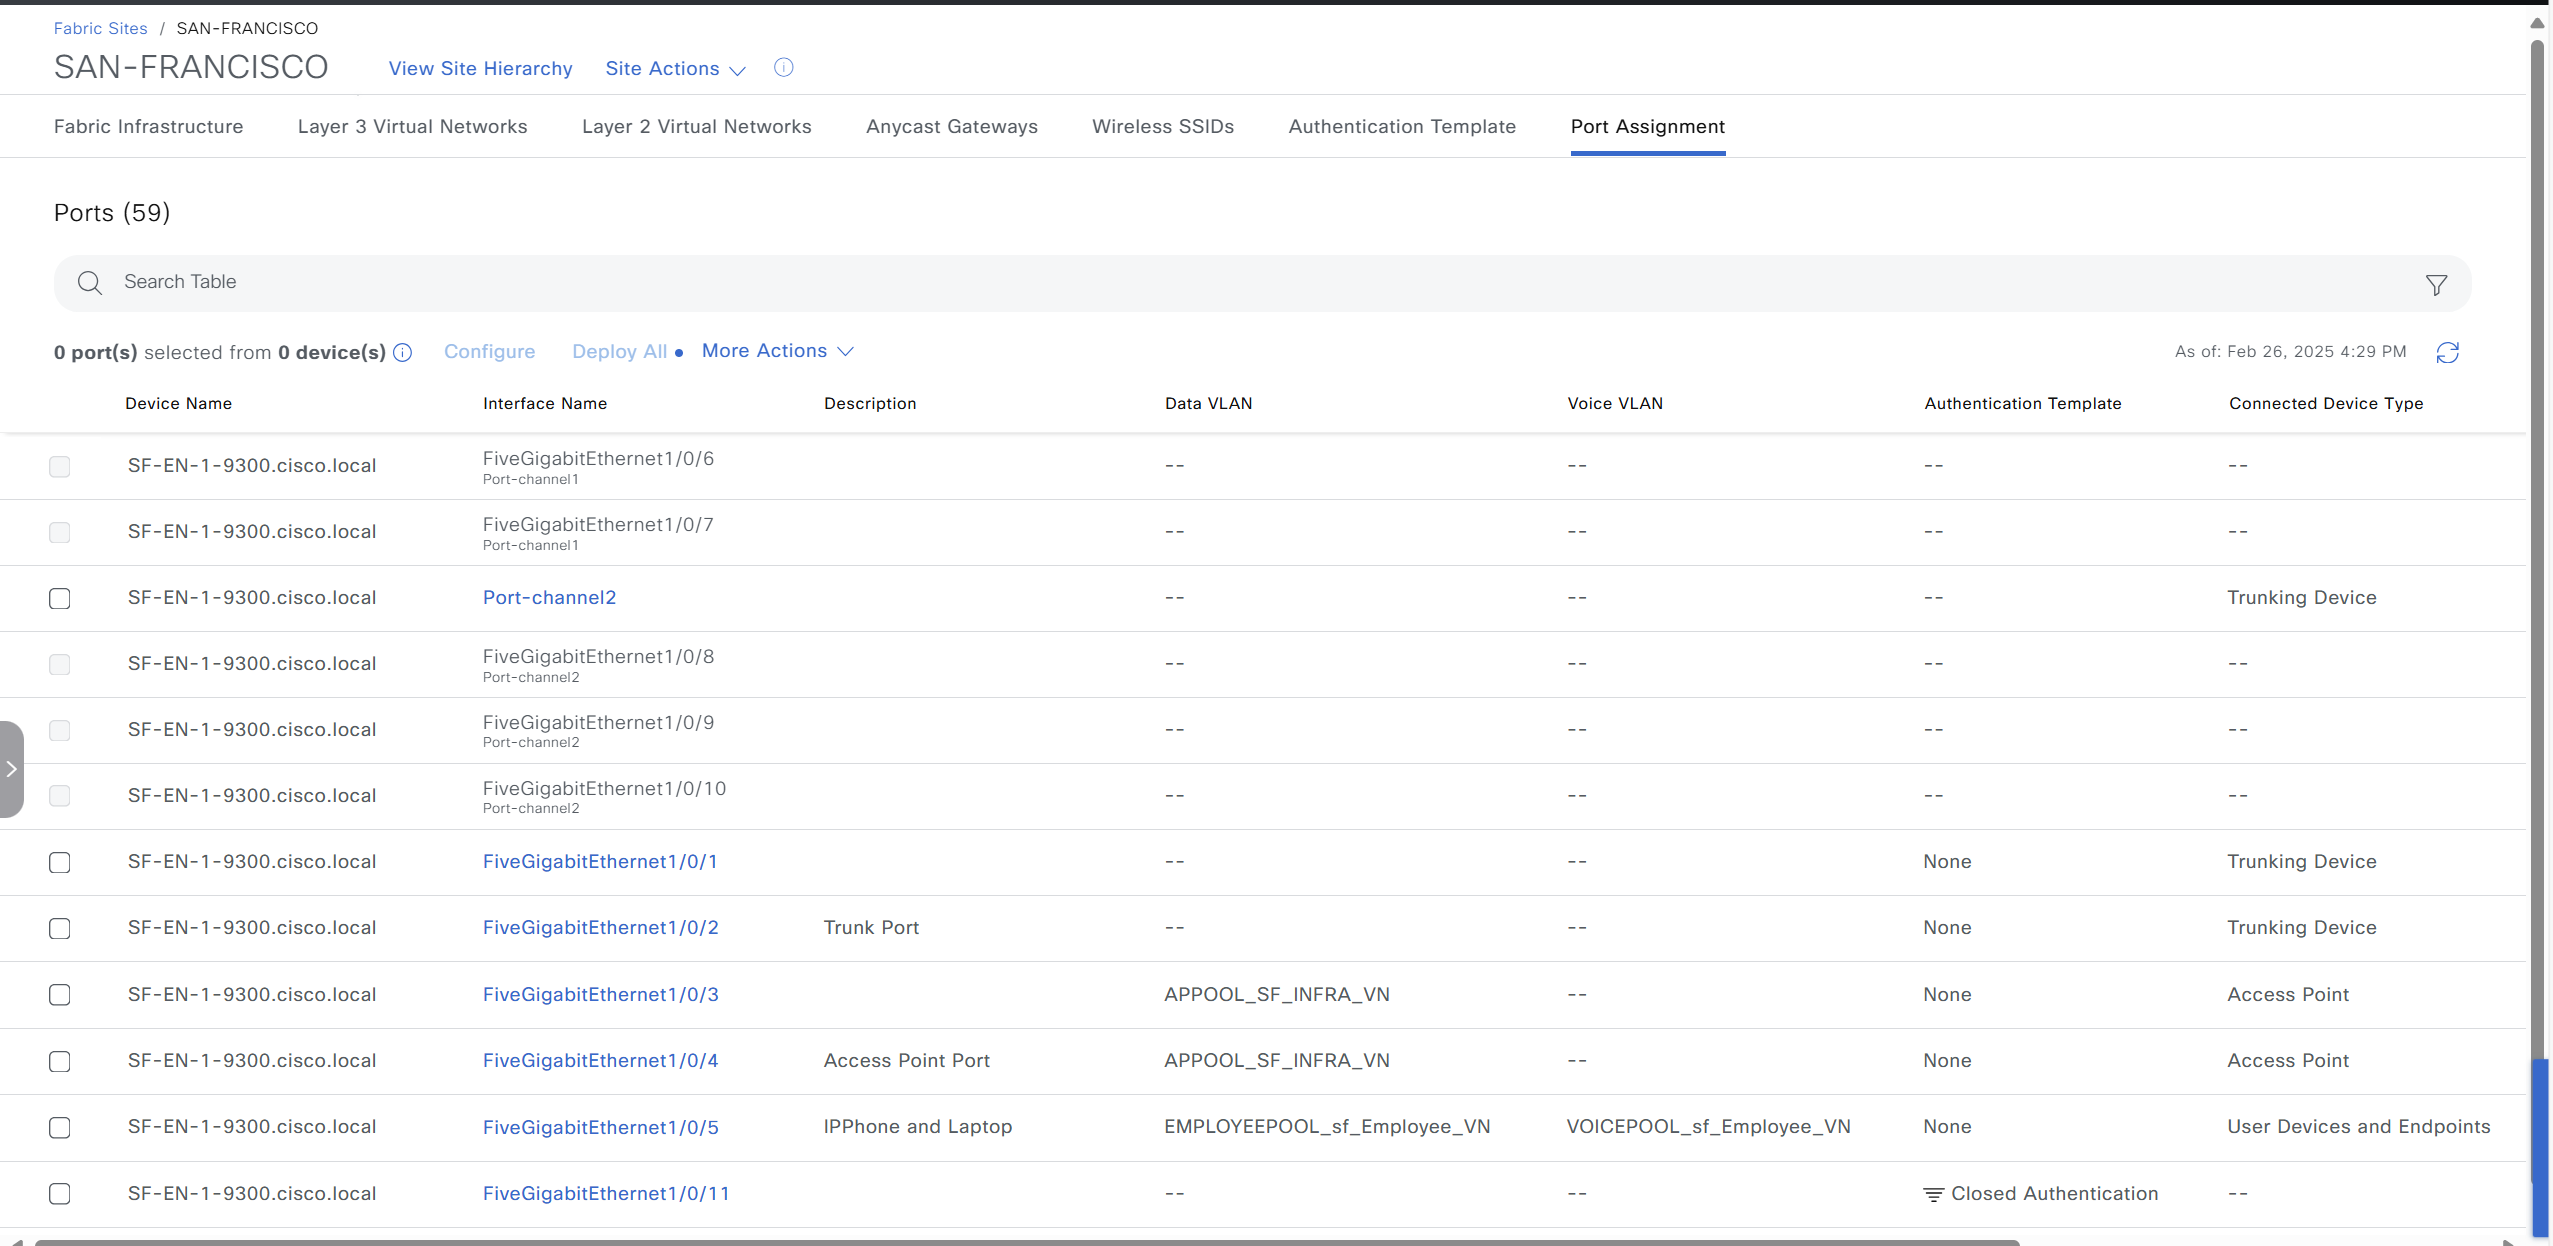 Fabric Sites / SAN-FRANCISCO
SAN-FRANCISCO View Site Hierarchy Site Actions
Fabric Infrastructure Layer 3 Virtual Networks Layer 2 Virtual Networks Anycast Gateways Wireless SSIDs Authentication Template Port Assignment
Ports (59)
Search Table
0 port(s) selected from 0 device(s) Configure Deploy All More Actions As of: Feb 26, 2025 4:29 PM
Device Name Interface Name Description Data VLAN Voice VLAN Authentication Template Connected Device Type
SF-EN-1-9300.cisco.local FiveGigabitEthernet1/0/6 -- -- -- --
Port-channel1
SF-EN-1-9300.cisco.local FiveGigabitEthernet1/0/7 -- -- -- --
Port-channel1
SF-EN-1-9300.cisco.local Port-channel2 -- -- -- Trunking Device
SF-EN-1-9300.cisco.local FiveGigabitEthernet1/0/8 -- -- -- --
Port-channel2
SF-EN-1-9300.cisco.local FiveGigabitEthernet1/0/9 -- -- -- --
Port-channel2
SF-EN-1-9300.cisco.local FiveGigabitEthernet1/0/10 -- -- -- --
Port-channel2
SF-EN-1-9300.cisco.local FiveGigabitEthernet1/0/1 -- -- None Trunking Device
SF-EN-1-9300.cisco.local FiveGigabitEthernet1/0/2 Trunk Port -- -- None Trunking Device
SF-EN-1-9300.cisco.local FiveGigabitEthernet1/0/3 APPOOL_SF_INFRA_VN -- None Access Point
SF-EN-1-9300.cisco.local FiveGigabitEthernet1/0/4 Access Point Port APPOOL_SF_INFRA_VN -- None Access Point
SF-EN-1-9300.cisco.local FiveGigabitEthernet1/0/5 IPPhone and Laptop EMPLOYEEPOOL_sf_Employee_VN VOICEPOOL_sf_Employee_VN None User Devices and Endpoints
SF-EN-1-9300.cisco.local FiveGigabitEthernet1/0/11 -- -- Closed Authentication --